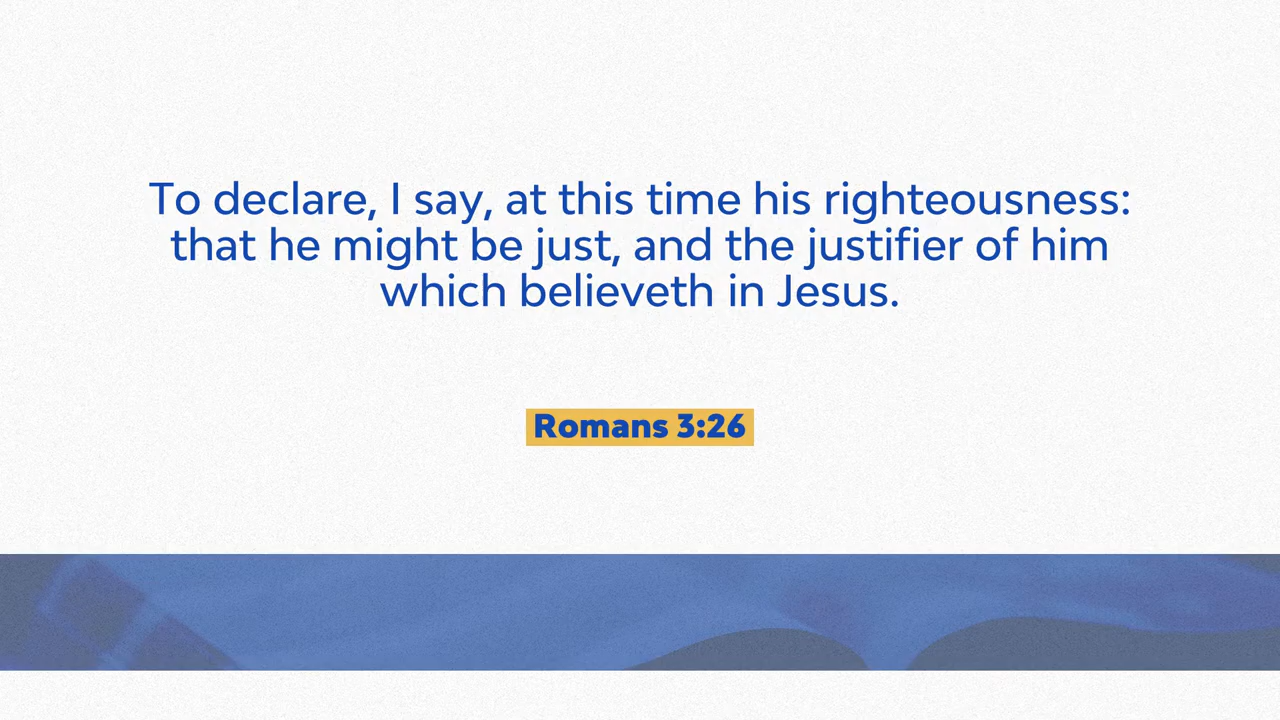 To declare, I say, at this time his righteousness:
that he might be just, and the justifier of him
which believeth in Jesus.
Romans 3:26